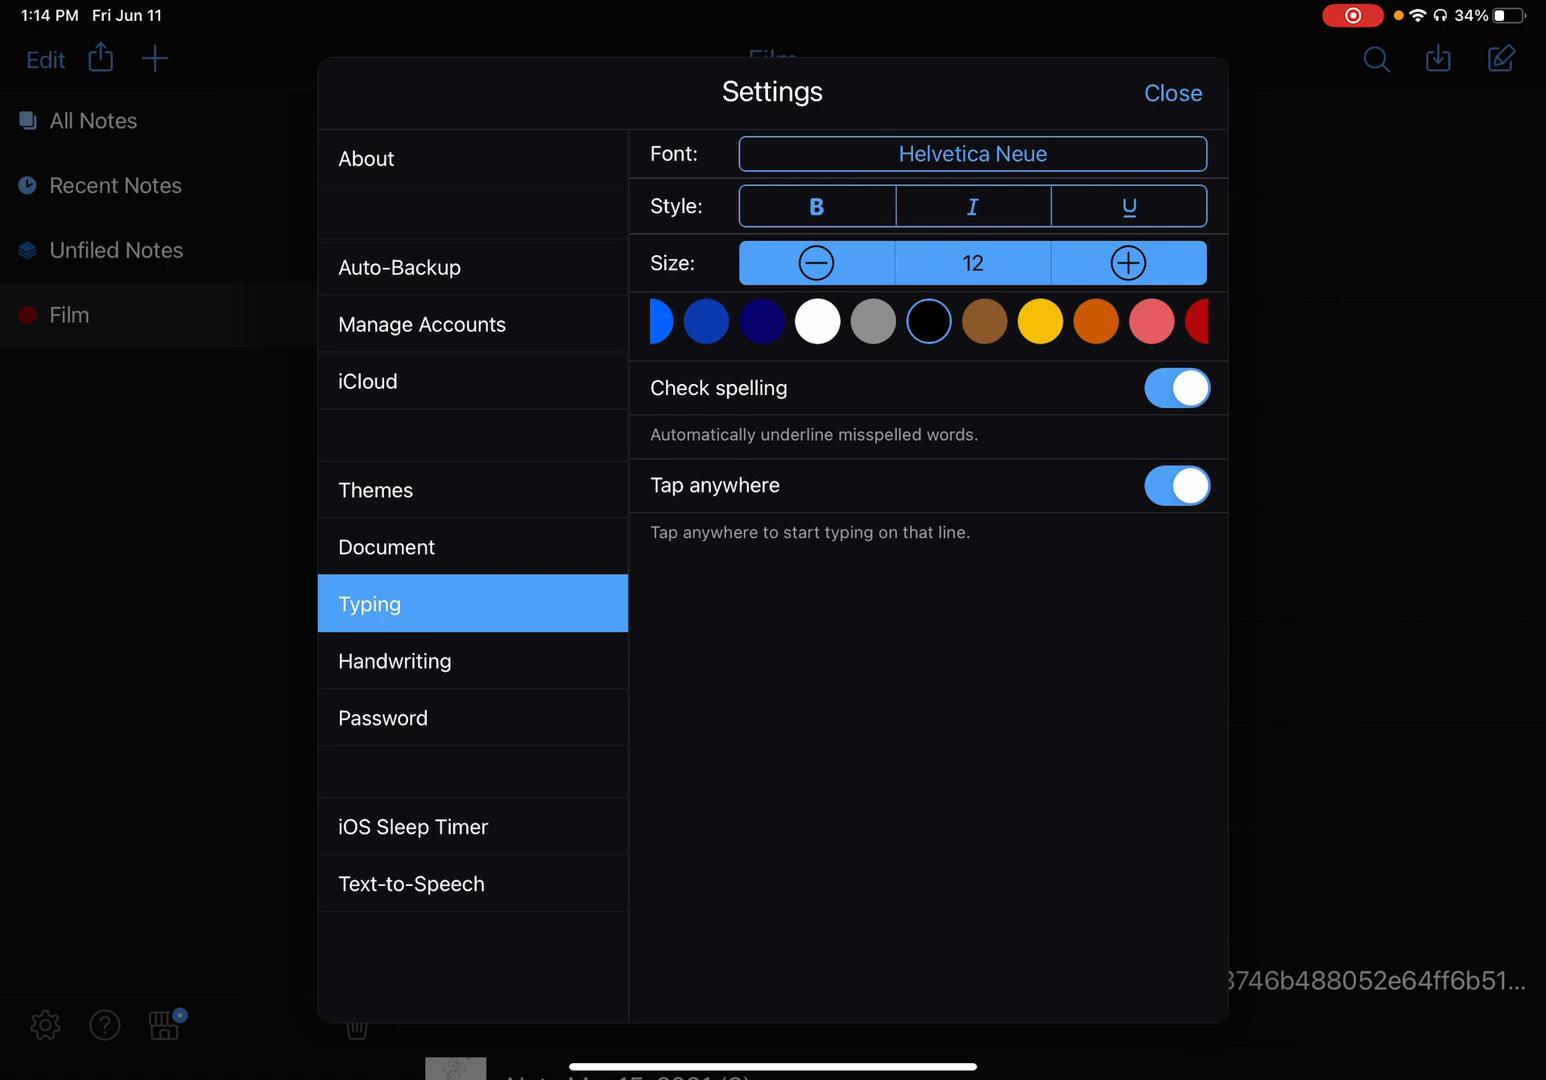 1:14 PM Fri Jun 11
34%
Edit
Film
Settings
Close
All Notes
Recent Notes
Unfiled Notes
Film
About
Auto-Backup
Manage Accounts
iCloud
Themes
Document
Typing
Handwriting
Password
iOS Sleep Timer
Text-to-Speech
Font: Helvetica Neue
Style: B I U
Size: 12
Check spelling
Automatically underline misspelled words.
Tap anywhere
Tap anywhere to start typing on that line.
3746b488052e64ff6b51...